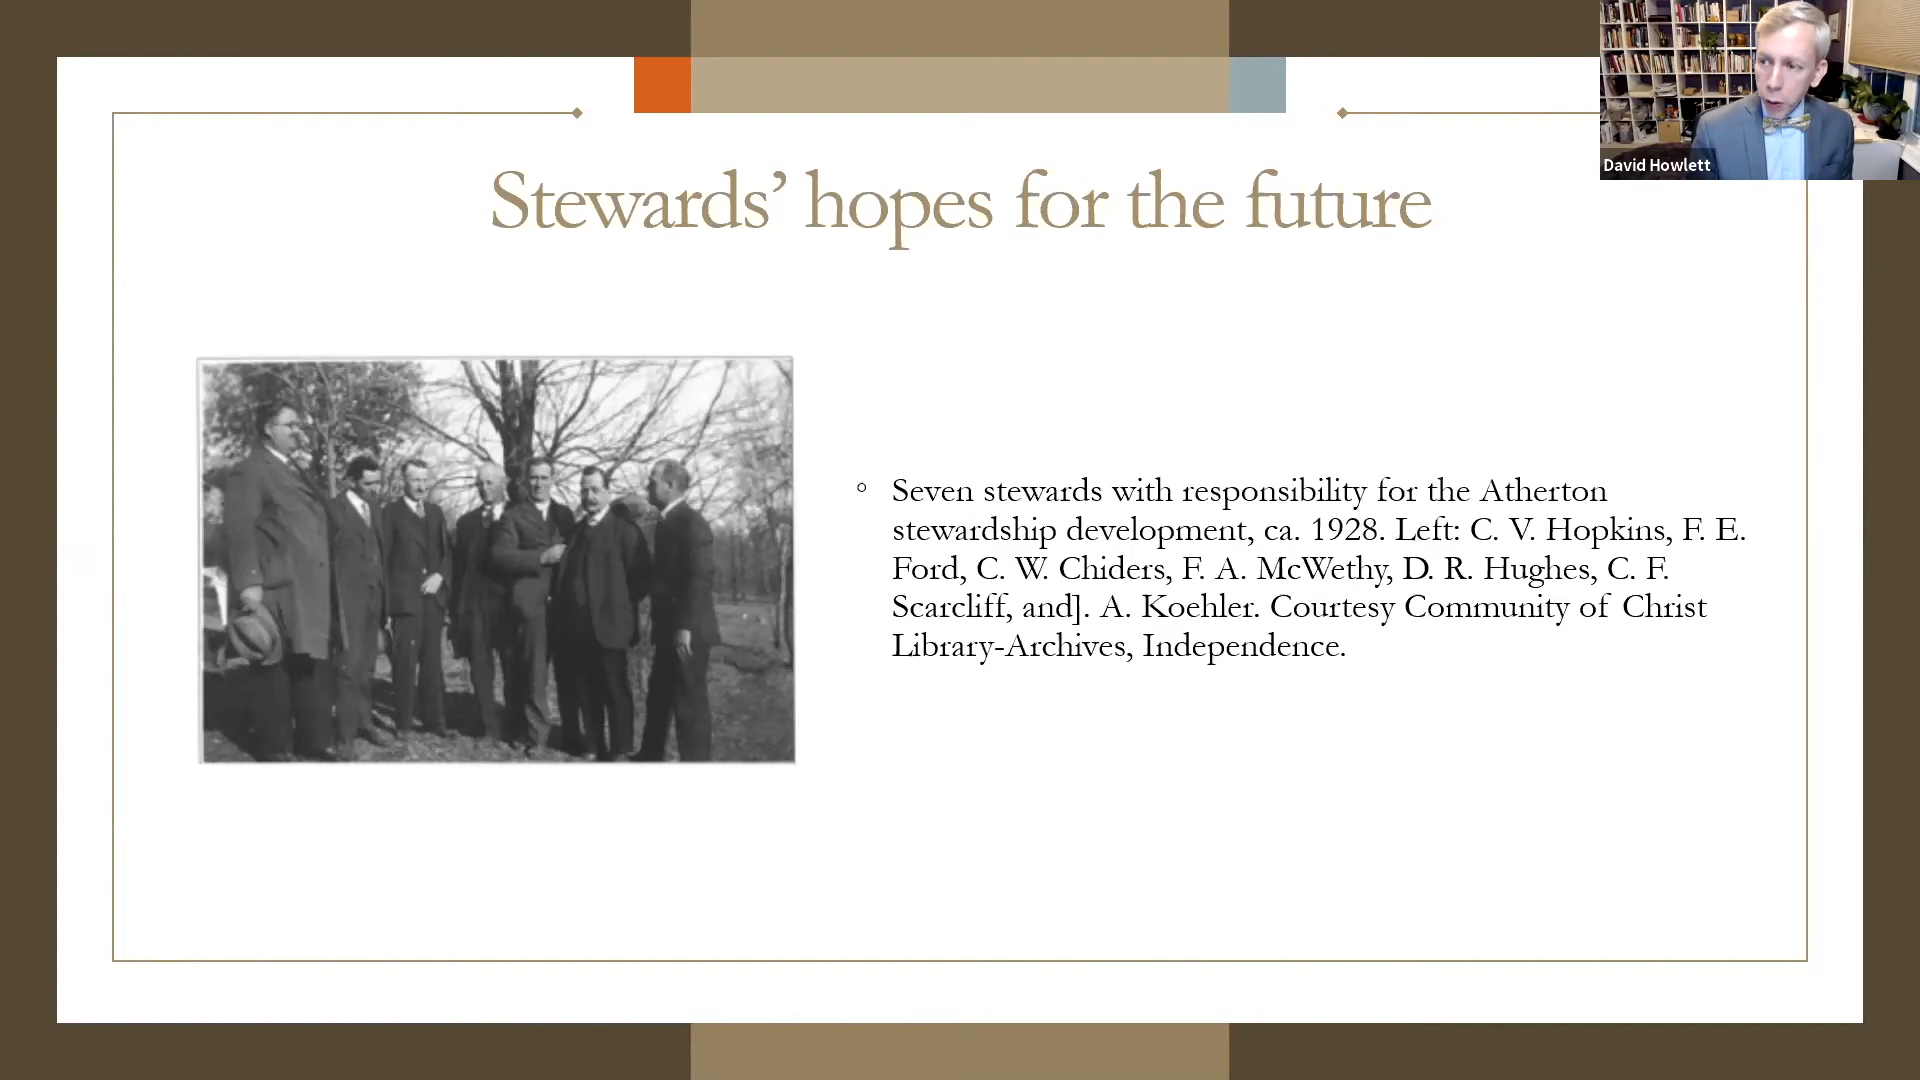 David Howlett
Stewards’ hopes for the future
Seven stewards with responsibility for the Atherton
stewardship development, ca. 1928. Left: C. V. Hopkins, F. E.
Ford, C. W. Chiders, F. A. McWethy, D. R. Hughes, C. F.
Scarcliff, and]. A. Koehler. Courtesy Community of Christ
Library-Archives, Independence.